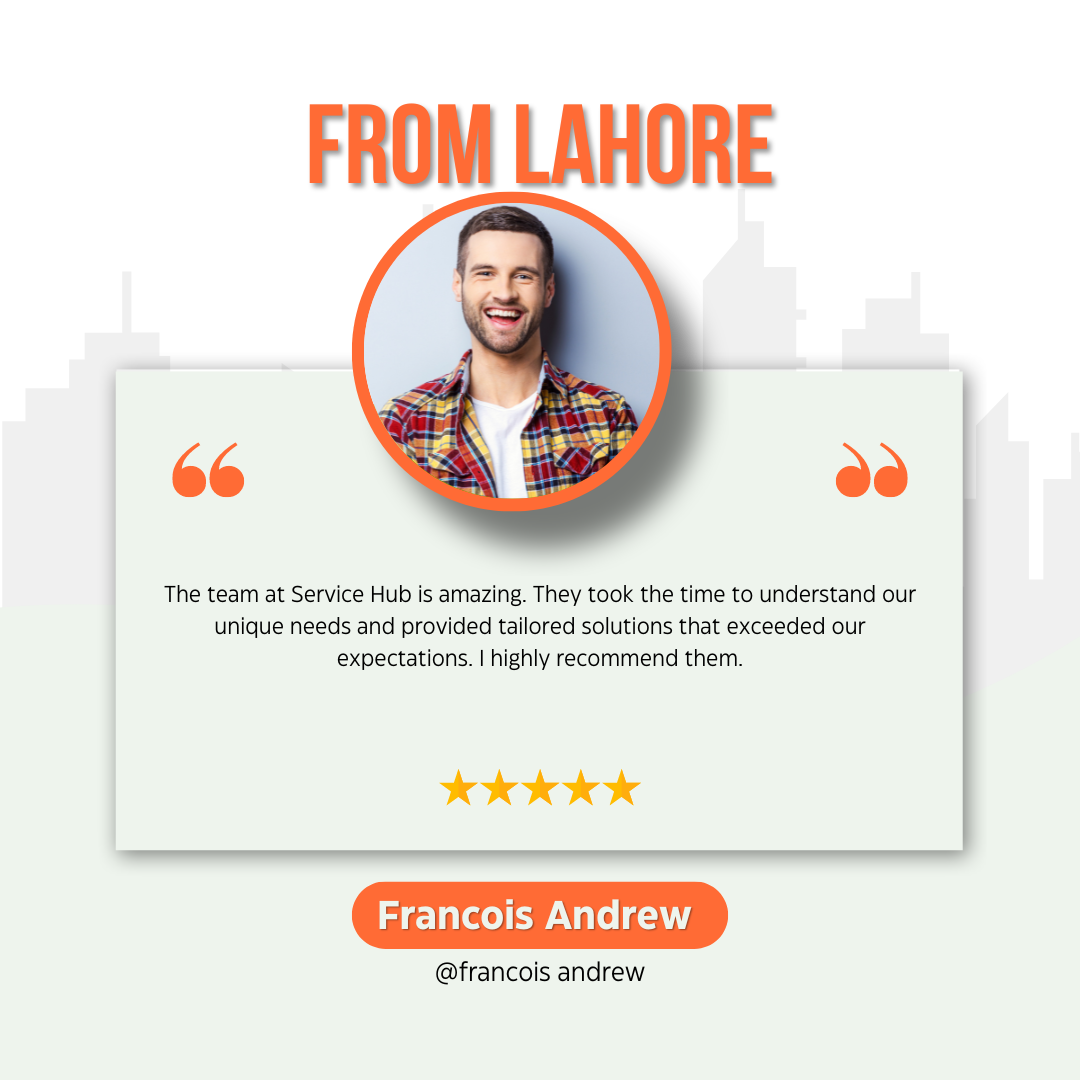 FROM LAHORE
“
”
The team at Service Hub is amazing. They took the time to understand our
unique needs and provided tailored solutions that exceeded our
expectations. I highly recommend them.
Francois Andrew
@francois andrew